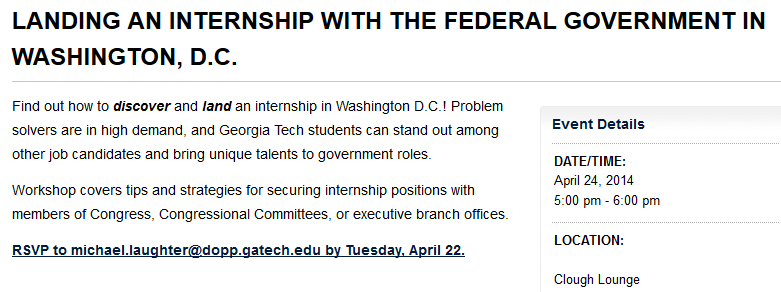 LANDING AN INTERNSHIP WITH THE FEDERAL GOVERNMENT IN
WASHINGTON, D.C.
Find out how to discover and land an internship in Washington D.C.! Problem
solvers are in high demand, and Georgia Tech students can stand out among
other job candidates and bring unique talents to government roles.
Workshop covers tips and strategies for securing internship positions with
members of Congress, Congressional Committees, or executive branch offices.
RSVP to michael.laughter@dopp.gatech.edu by Tuesday, April 22.
Event Details
DATE/TIME:
April 24, 2014
5:00 pm - 6:00 pm
LOCATION:
Clough Lounge